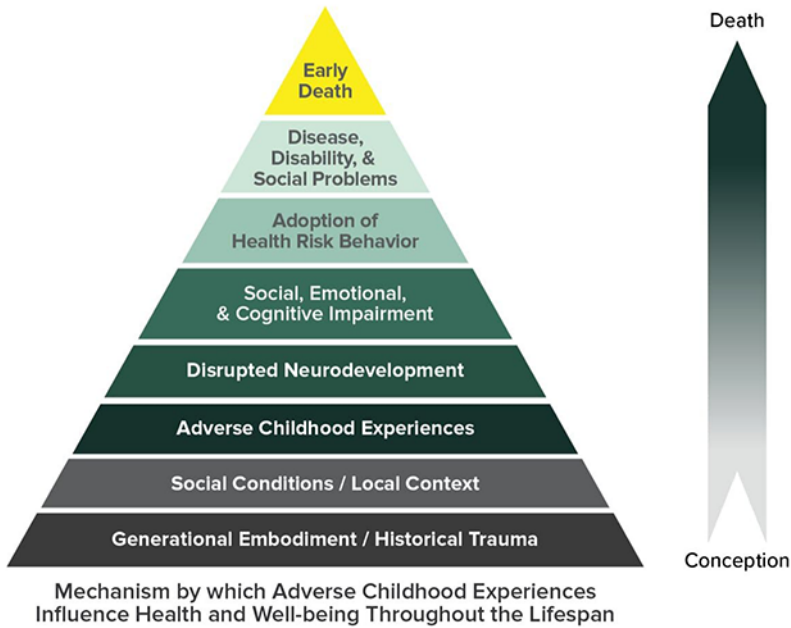 Death
Early
Death
Disease,
Disability, &
Social Problems
Adoption of
Health Risk Behavior
Social, Emotional,
& Cognitive Impairment
Disrupted Neurodevelopment
Adverse Childhood Experiences
Social Conditions / Local Context
Generational Embodiment / Historical Trauma
Conception
Mechanism by which Adverse Childhood Experiences
Influence Health and Well-being Throughout the Lifespan